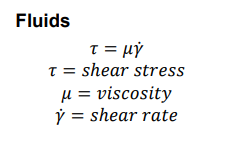 Fluids
τ = μγ̇
τ = shear stress
μ = viscosity
γ̇ = shear rate